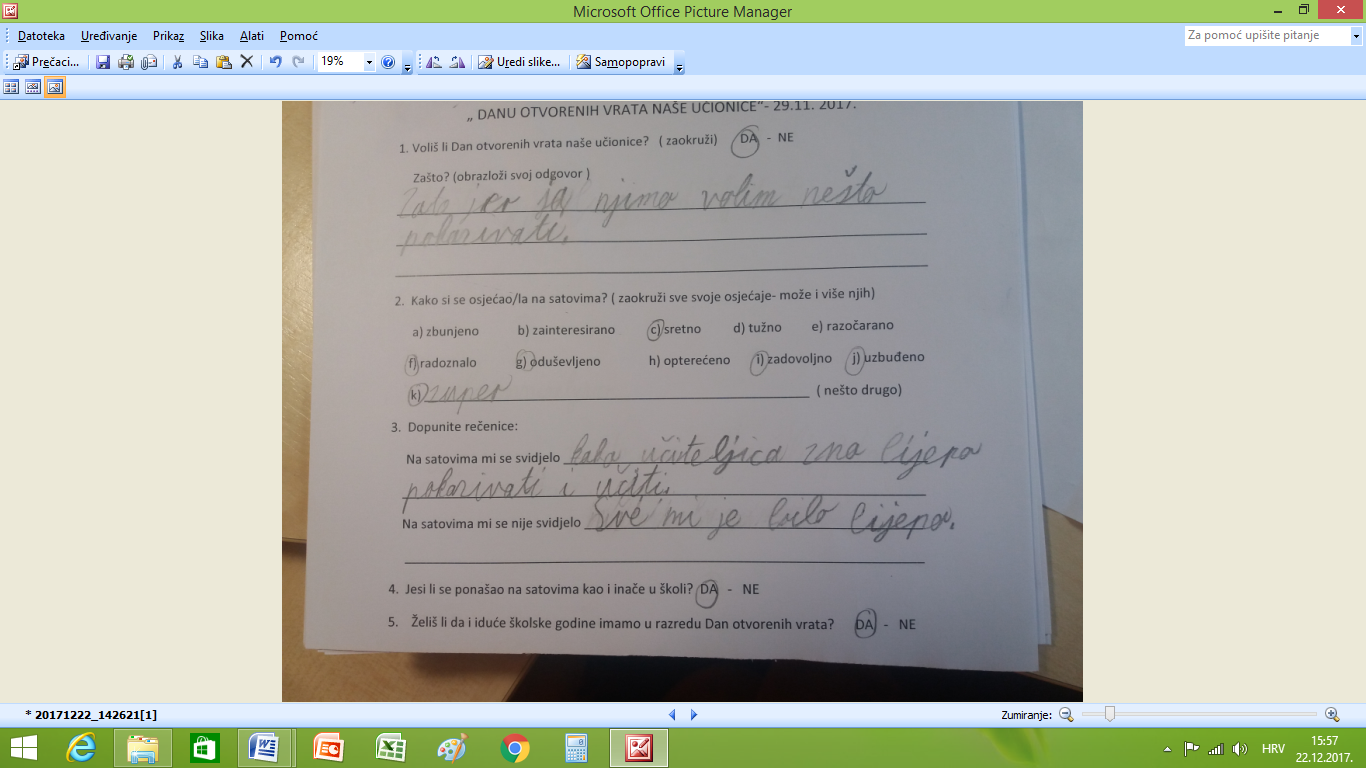 Microsoft Office Picture Manager
Datoteka Uređivanje Prikaz Slika Alati Pomoć
Za pomoć upišite pitanje
Prečaci... 19% Uredi slike... Samopopravi
„ DANU OTVORENIH VRATA NAŠE UČIONICE“- 29.11. 2017.
1. Voliš li Dan otvorenih vrata naše učionice? ( zaokruži) DA - NE
Zašto? (obrazloži svoj odgovor )
jer ja njima volim nešto
pokazivati.
2. Kako si se osjećao/la na satovima? ( zaokruži sve svoje osjećaje- može i više njih)
a) zbunjeno b) zainteresirano c) sretno d) tužno e) razočarano
f) radoznalo g) oduševljeno h) opterećeno i) zadovoljno j) uzbuđeno
k) zuper ( nešto drugo)
3. Dopunite rečenice:
Na satovima mi se svidjelo kako učiteljica zna lijepo
pokazivati i učiti.
Na satovima mi se nije svidjelo Sve mi je bilo lijepo.
4. Jesi li se ponašao na satovima kao i inače u školi? DA - NE
5. Želiš li da i iduće školske godine imamo u razredu Dan otvorenih vrata? DA - NE
* 20171222_142621[1]
Zumiranje:
HRV
15:57
22.12.2017.